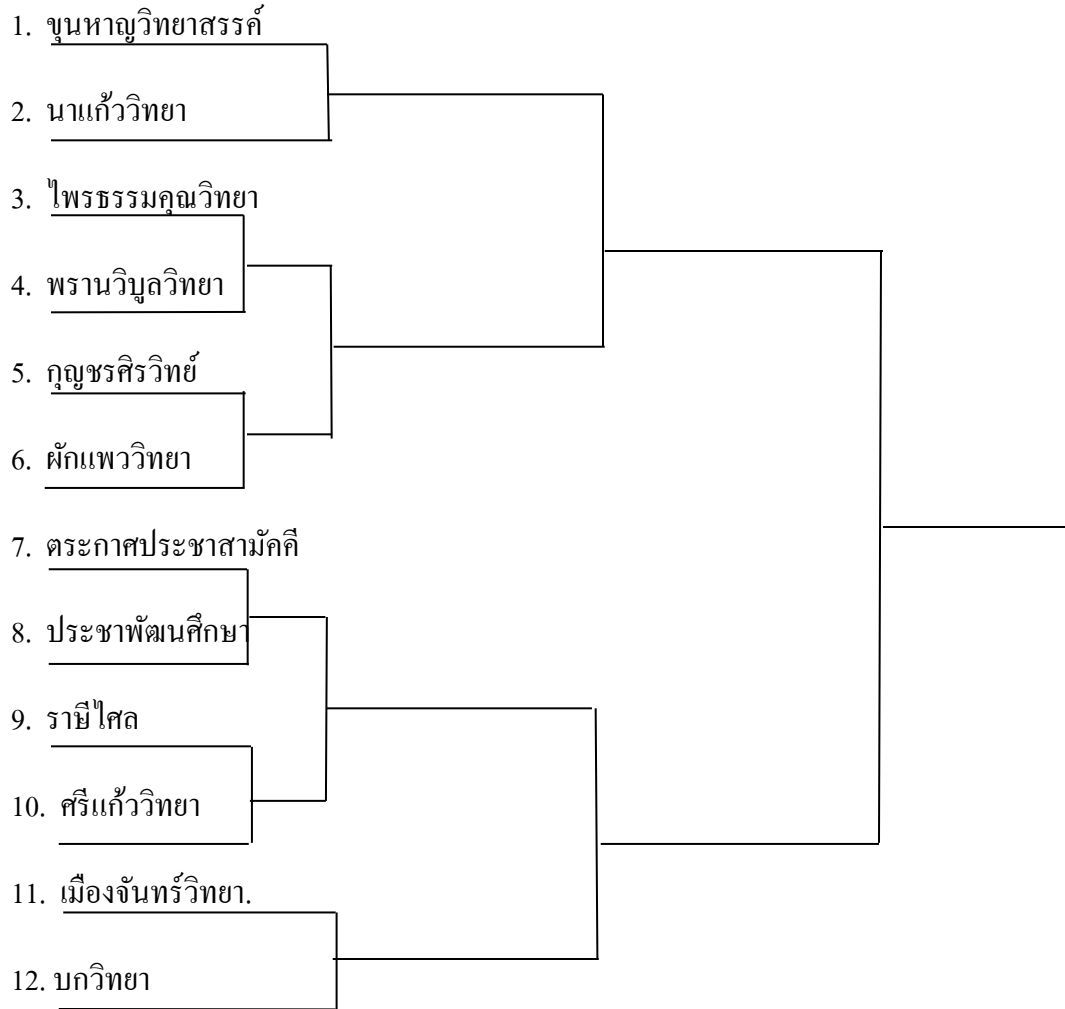 1. ขุนหาญวิทยาสรรค์
2. นาแก้ววิทยา
3. ไพรธรรมคุณวิทยา
4. พรานวิบูลวิทยา
5. กุญชรศิรวิทย์
6. ผักแพววิทยา
7. ตระกาศประชาสามัคคี
8. ประชาพัฒนศึกษา
9. ราษีไศล
10. ศรีแก้ววิทยา
11. เมืองจันทร์วิทยา.
12. บกวิทยา